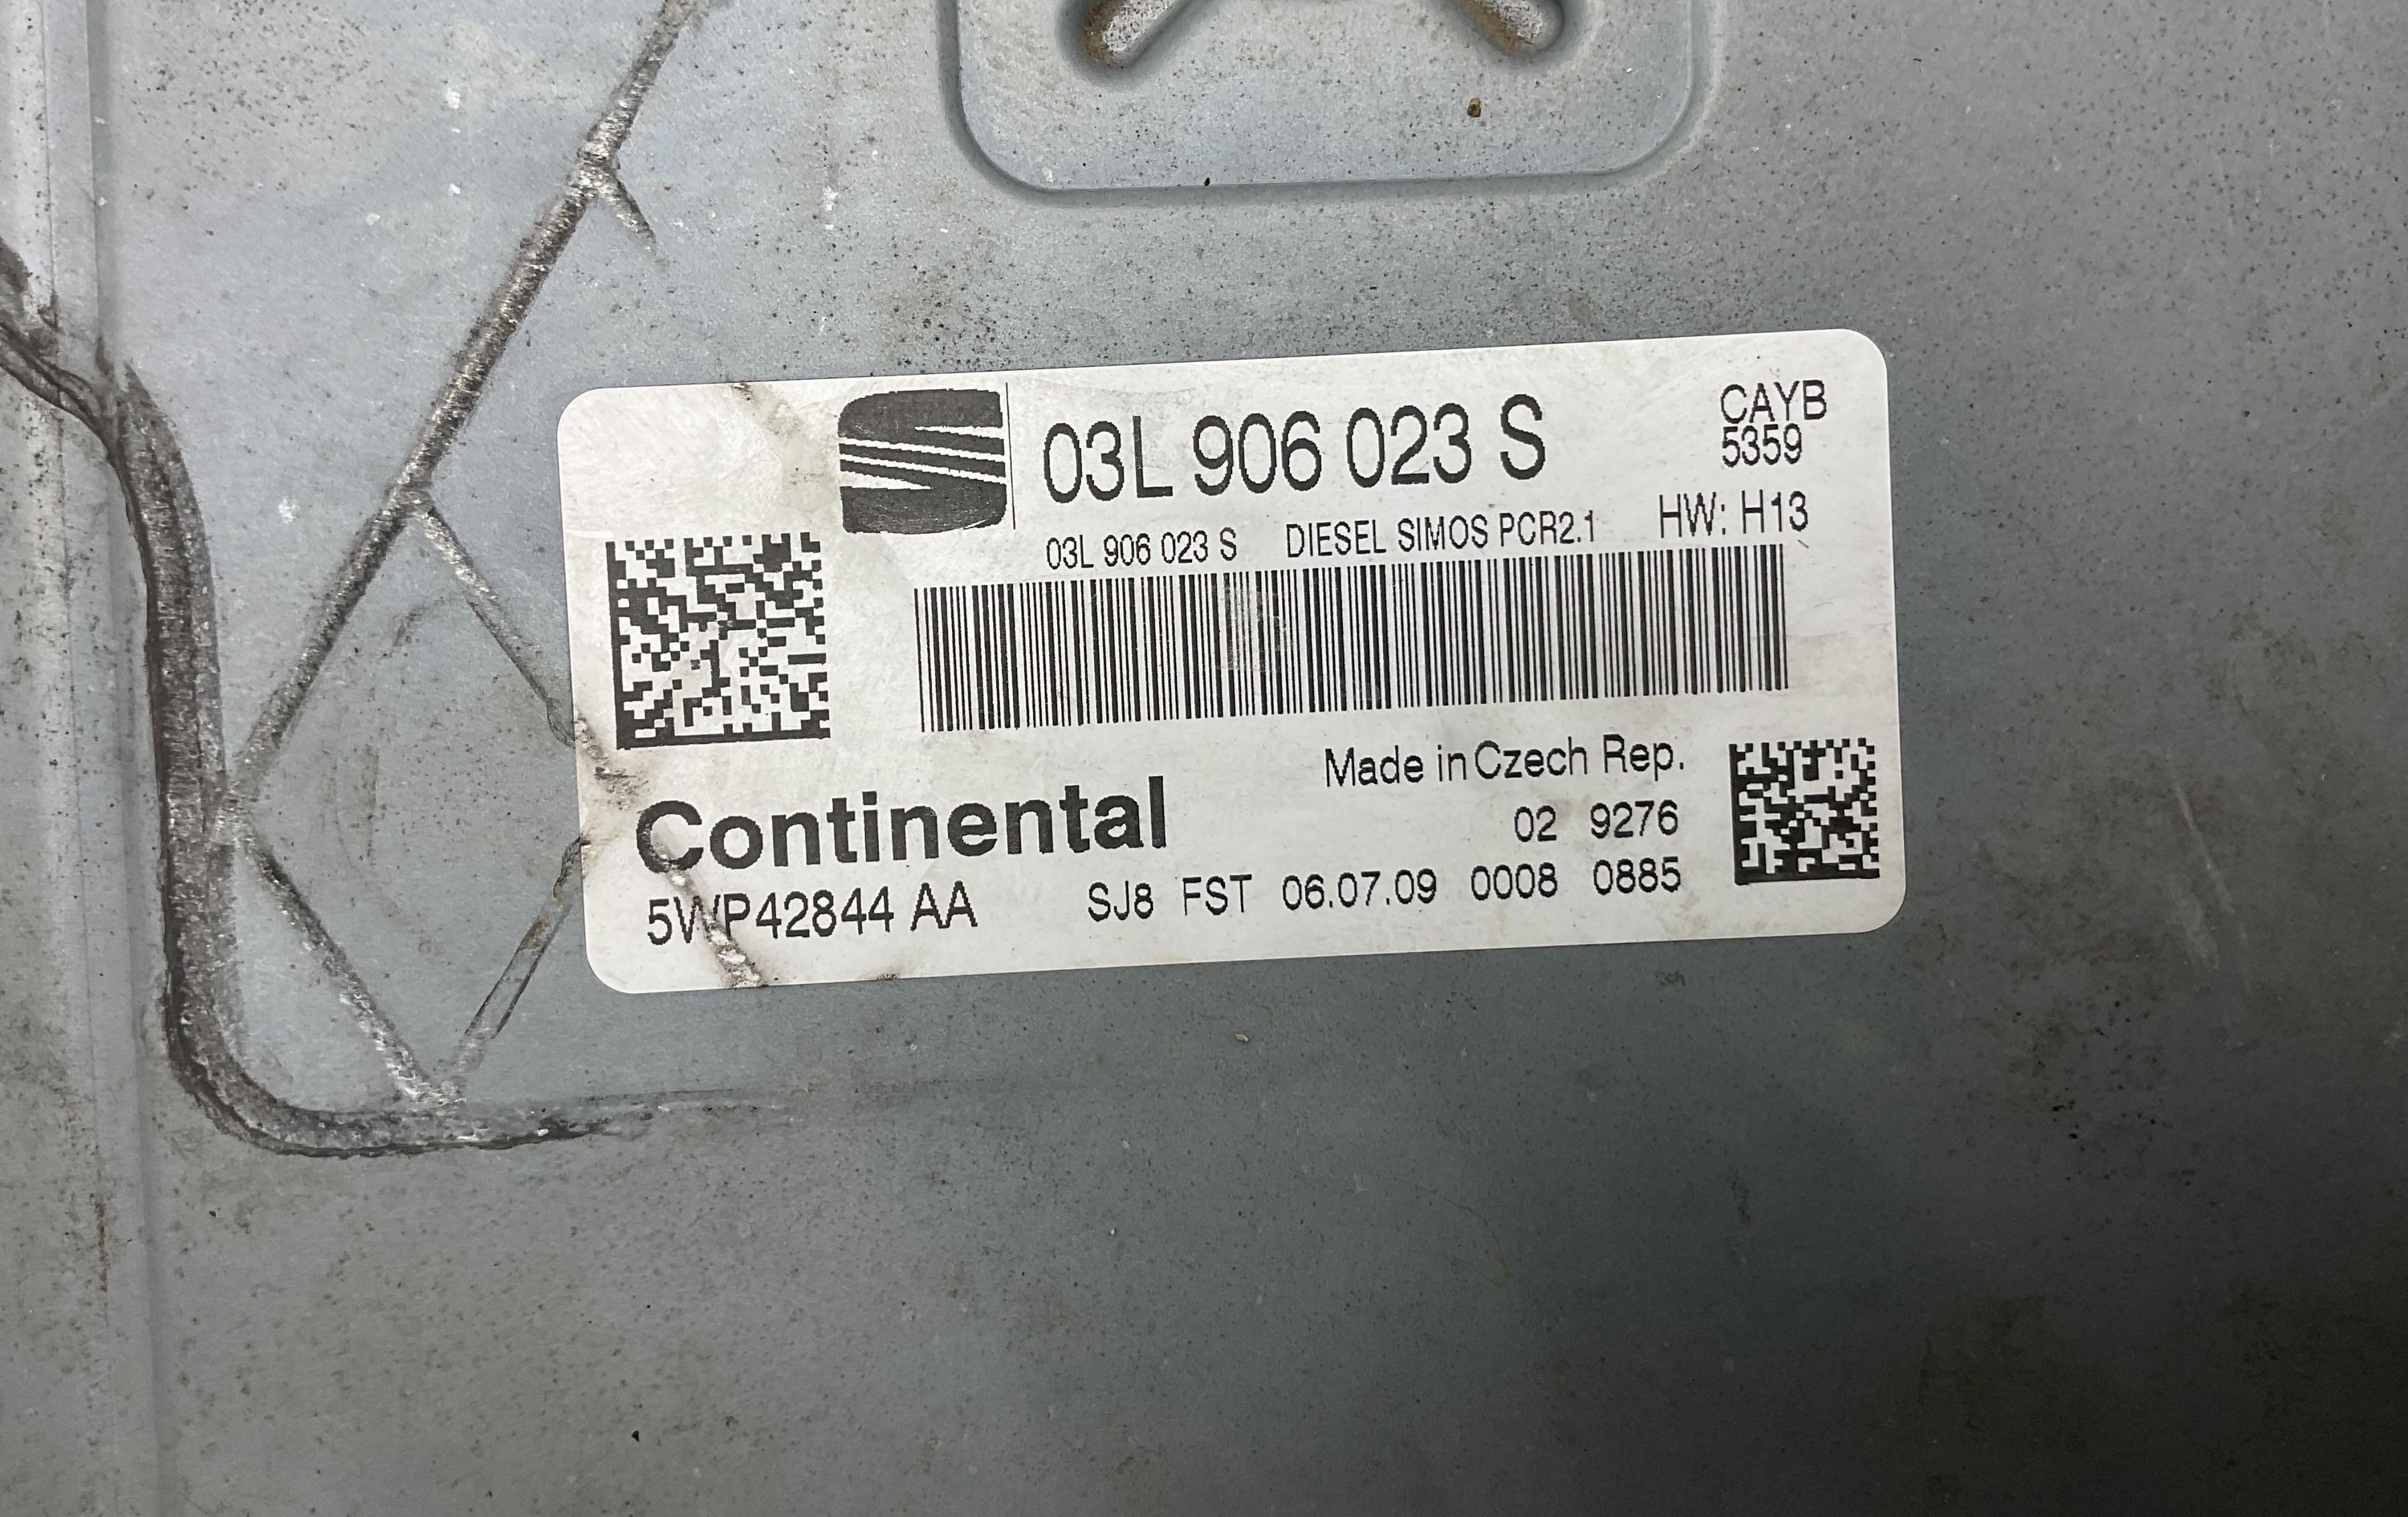 03L 906 023 S
CAYB
5359
03L 906 023 S DIESEL SIMOS PCR2.1 HW: H13
Made in Czech Rep.
Continental
02 9276
5WP42844 AA SJ8 FST 06.07.09 0008 0885